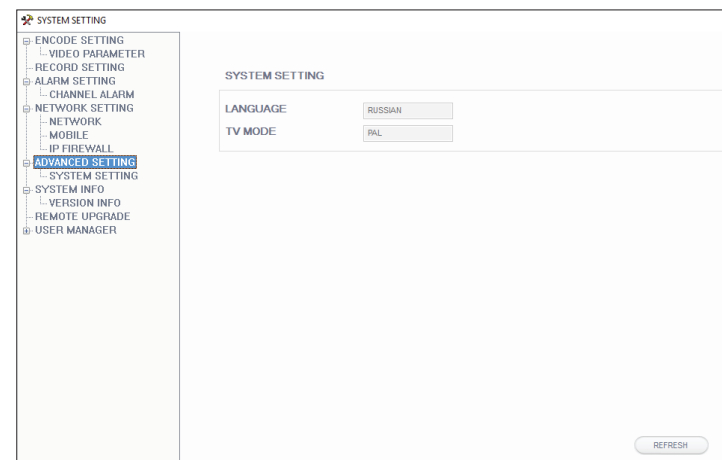 SYSTEM SETTING
ENCODE SETTING
VIDEO PARAMETER
RECORD SETTING
ALARM SETTING
CHANNEL ALARM
NETWORK SETTING
NETWORK
MOBILE
IP FIREWALL
ADVANCED SETTING
SYSTEM SETTING
SYSTEM INFO
VERSION INFO
REMOTE UPGRADE
USER MANAGER
SYSTEM SETTING
LANGUAGE RUSSIAN
TV MODE PAL
REFRESH